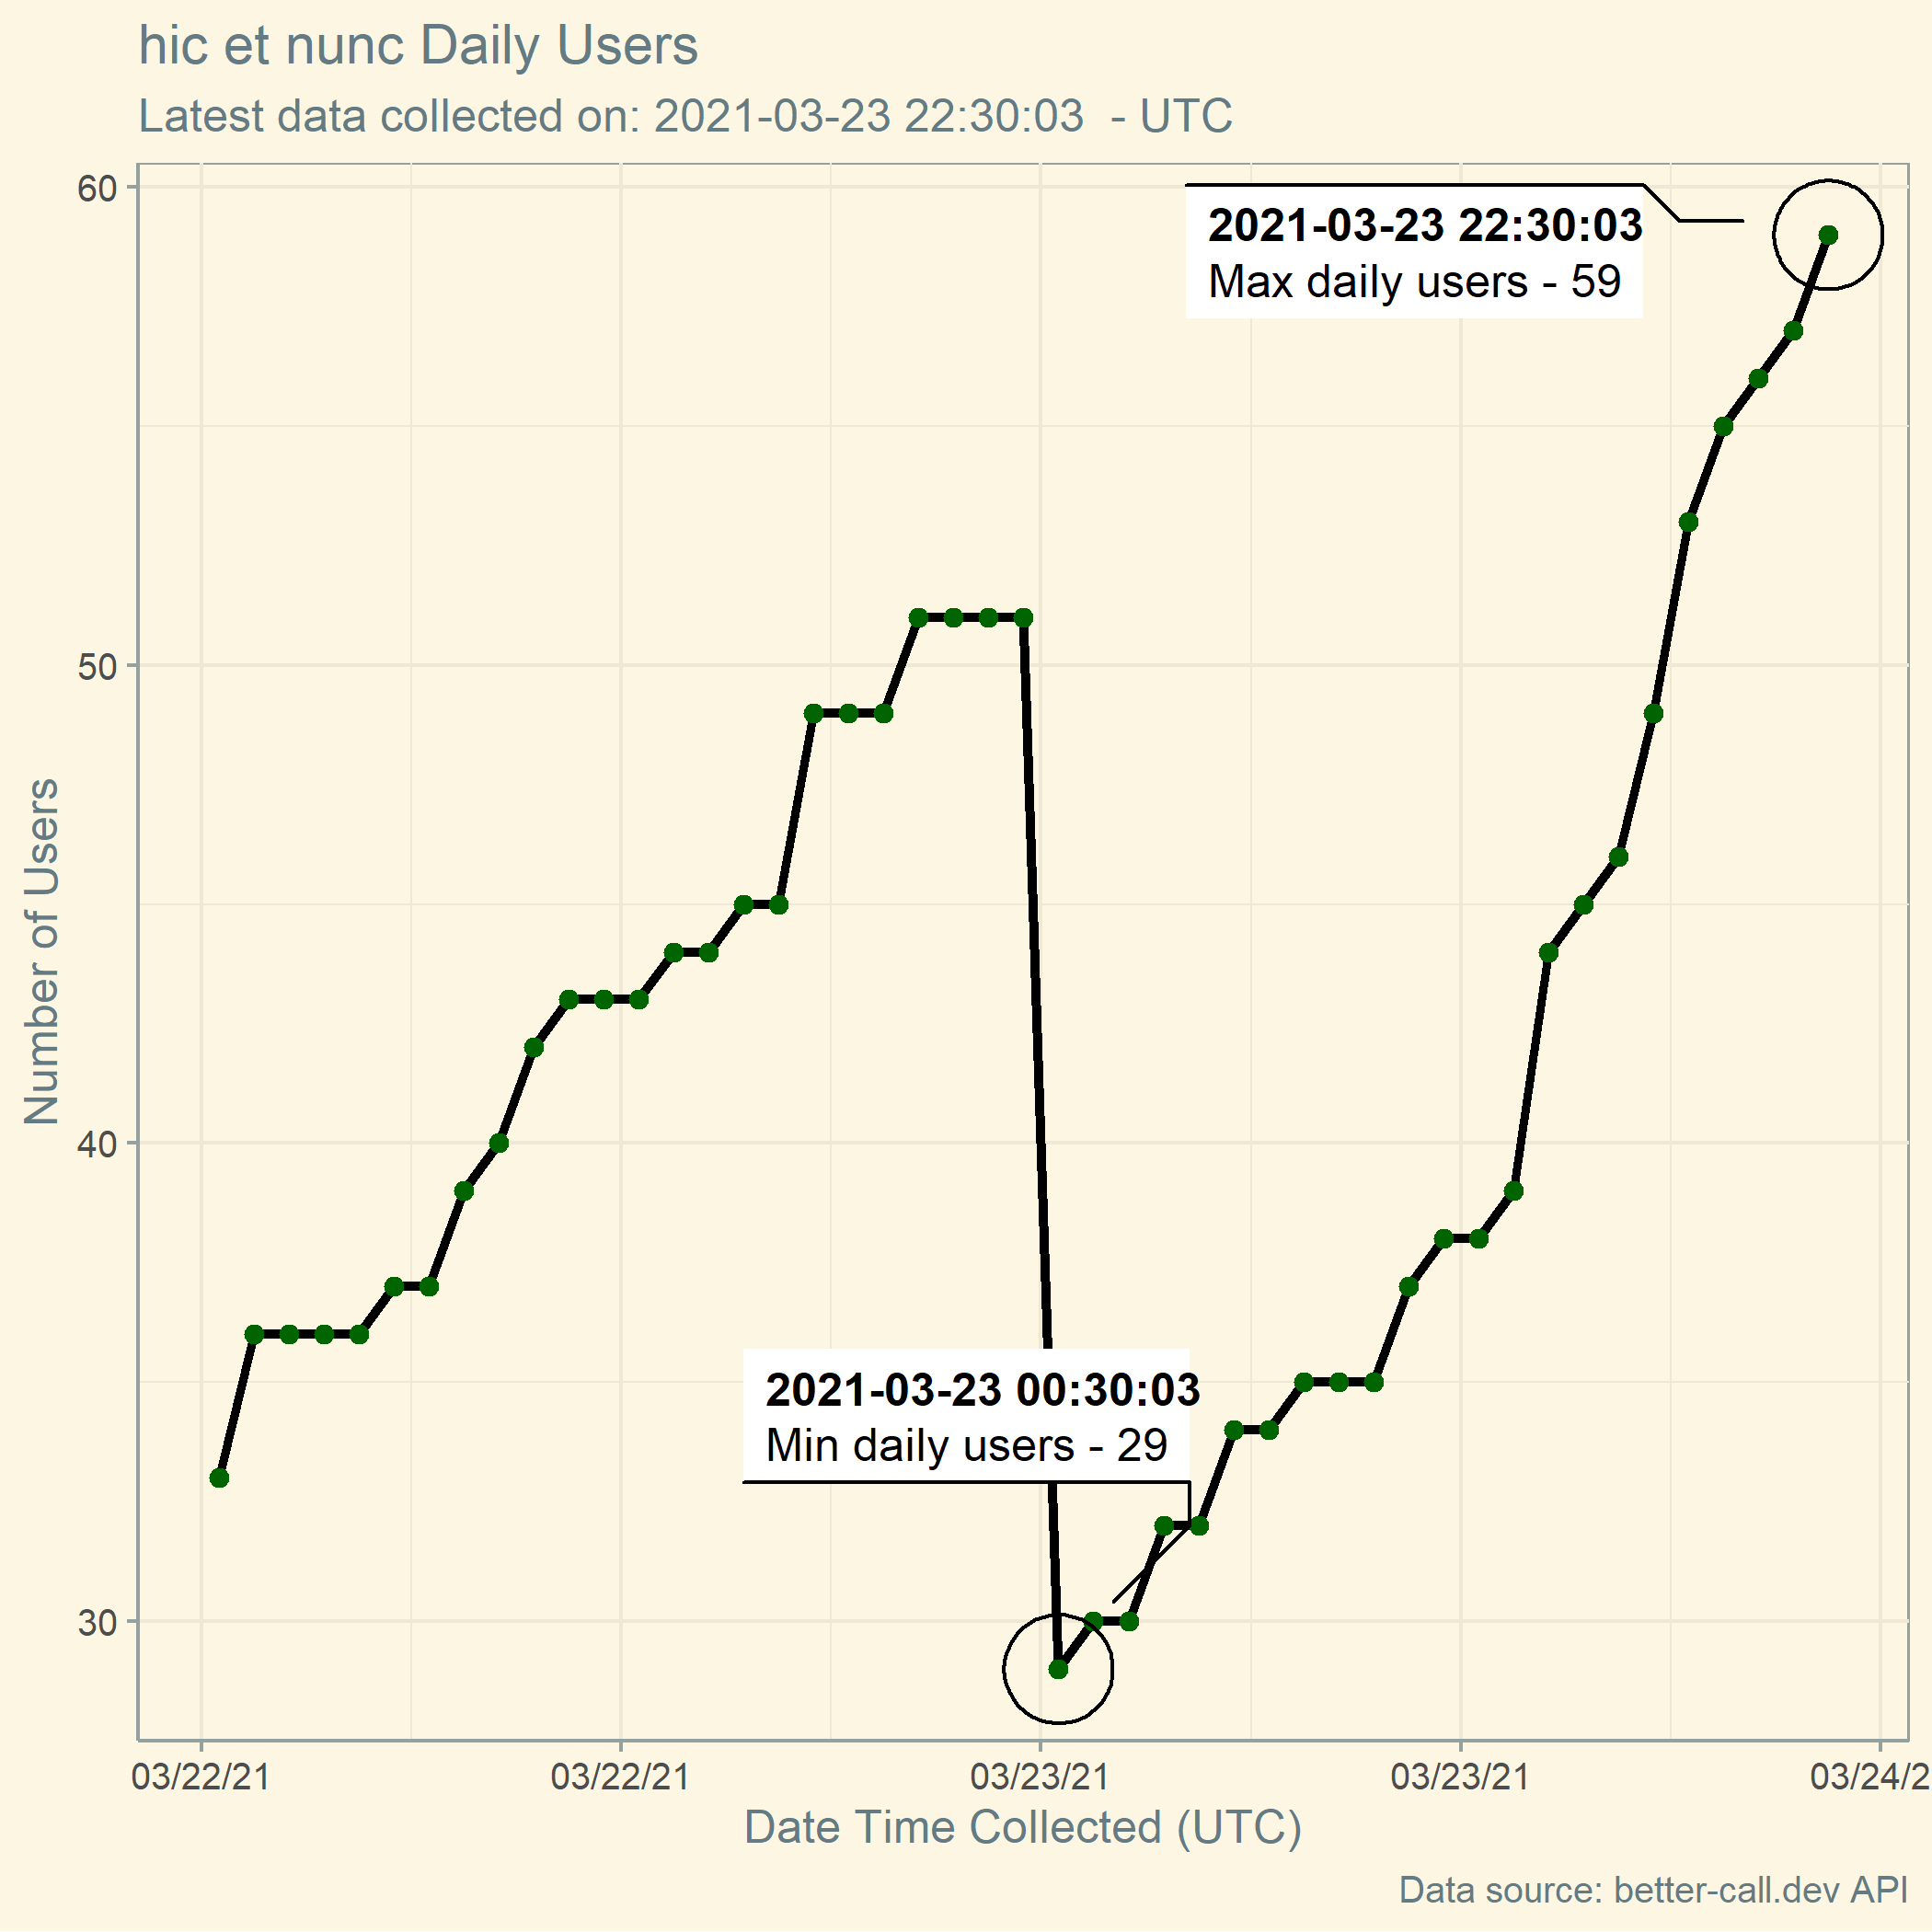 hic et nunc Daily Users
Latest data collected on: 2021-03-23 22:30:03  - UTC
60
2021-03-23 22:30:03
Max daily users - 59
50
Number of Users
40
2021-03-23 00:30:03
Min daily users - 29
30
03/22/21 03/22/21 03/23/21 03/23/21 03/24/2
Date Time Collected (UTC)
Data source: better-call.dev API